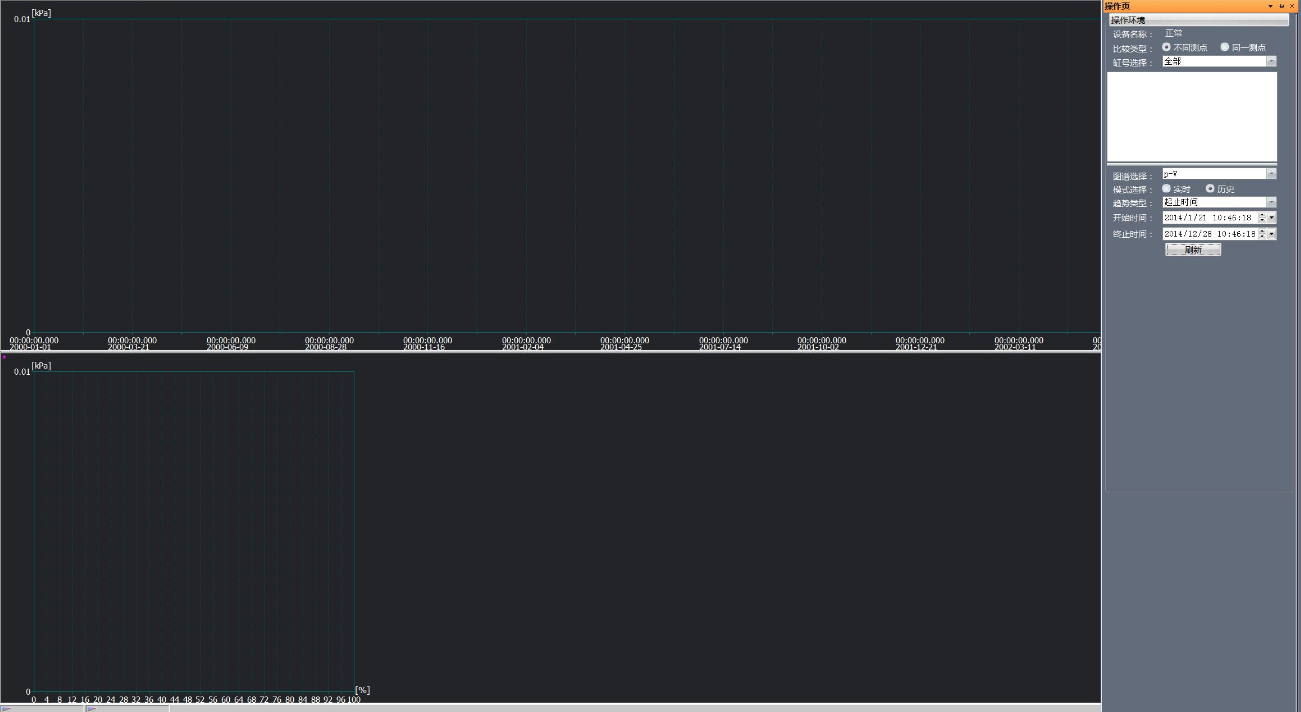 [kPa]
0.01
0
00:00:00.000 00:00:00.000 00:00:00.000 00:00:00.000 00:00:00.000 00:00:00.000 00:00:00.000 00:00:00.000 00:00:00.000 00:00:00.000 00:00:00.000 00
2000-01-01 2000-03-21 2000-06-09 2000-08-28 2000-11-16 2001-02-04 2001-04-25 2001-07-14 2001-10-02 2001-12-21 2002-03-11 20
*
[kPa]
0.01
0
[%]
0 4 8 12 16 20 24 28 32 36 40 44 48 52 56 60 64 68 72 76 80 84 88 92 96 100
操作页
操作环境
设备名称: 正常
比较类型: 不同测点 同一测点
缸号选择: 全部
图谱选择: p-V
模式选择: 实时 历史
趋势类型: 起止时间
开始时间: 2014/1/21 10:46:18
终止时间: 2014/12/28 10:46:18
刷新